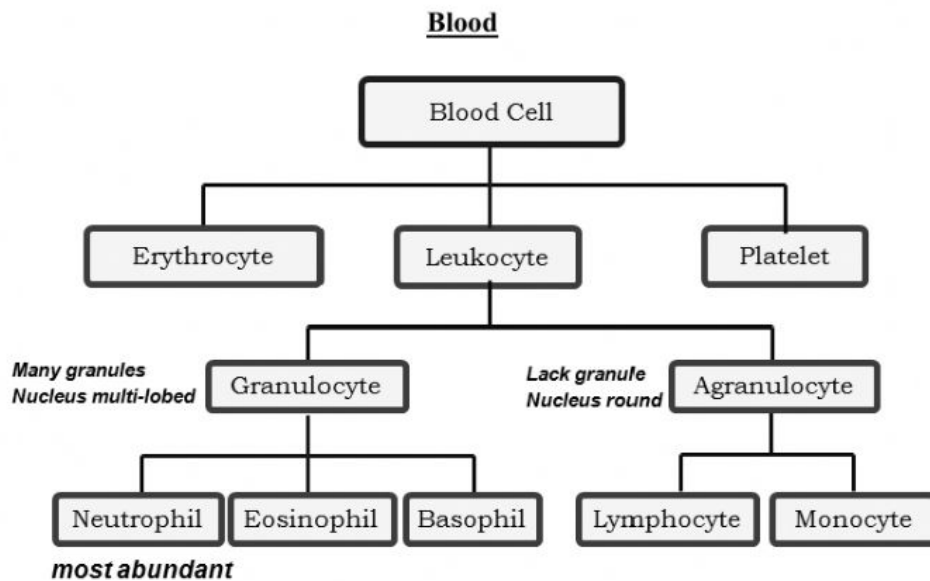 Blood
Blood Cell
Erythrocyte
Leukocyte
Platelet
Many granules
Nucleus multi-lobed
Granulocyte
Lack granule
Nucleus round
Agranulocyte
Neutrophil
Eosinophil
Basophil
Lymphocyte
Monocyte
most abundant